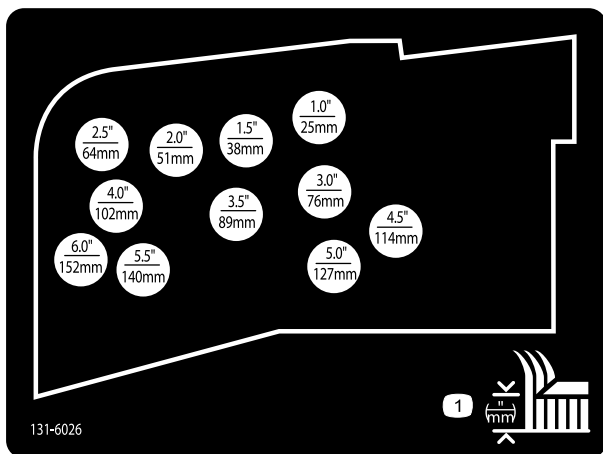 1.0"
25mm
1.5"
38mm
2.5"
64mm
2.0"
51mm
3.0"
76mm
4.0"
102mm
3.5"
89mm
4.5"
114mm
6.0"
152mm
5.5"
140mm
5.0"
127mm
1
(")
(mm)
131-6026